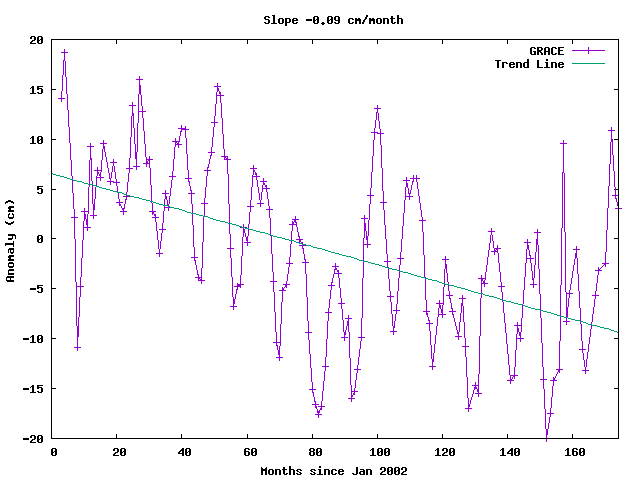 Slope -0.09 cm/month
GRACE
Trend Line
20
15
10
5
0
-5
-10
-15
-20
Anomaly (cm)
0 20 40 60 80 100 120 140 160
Months since Jan 2002